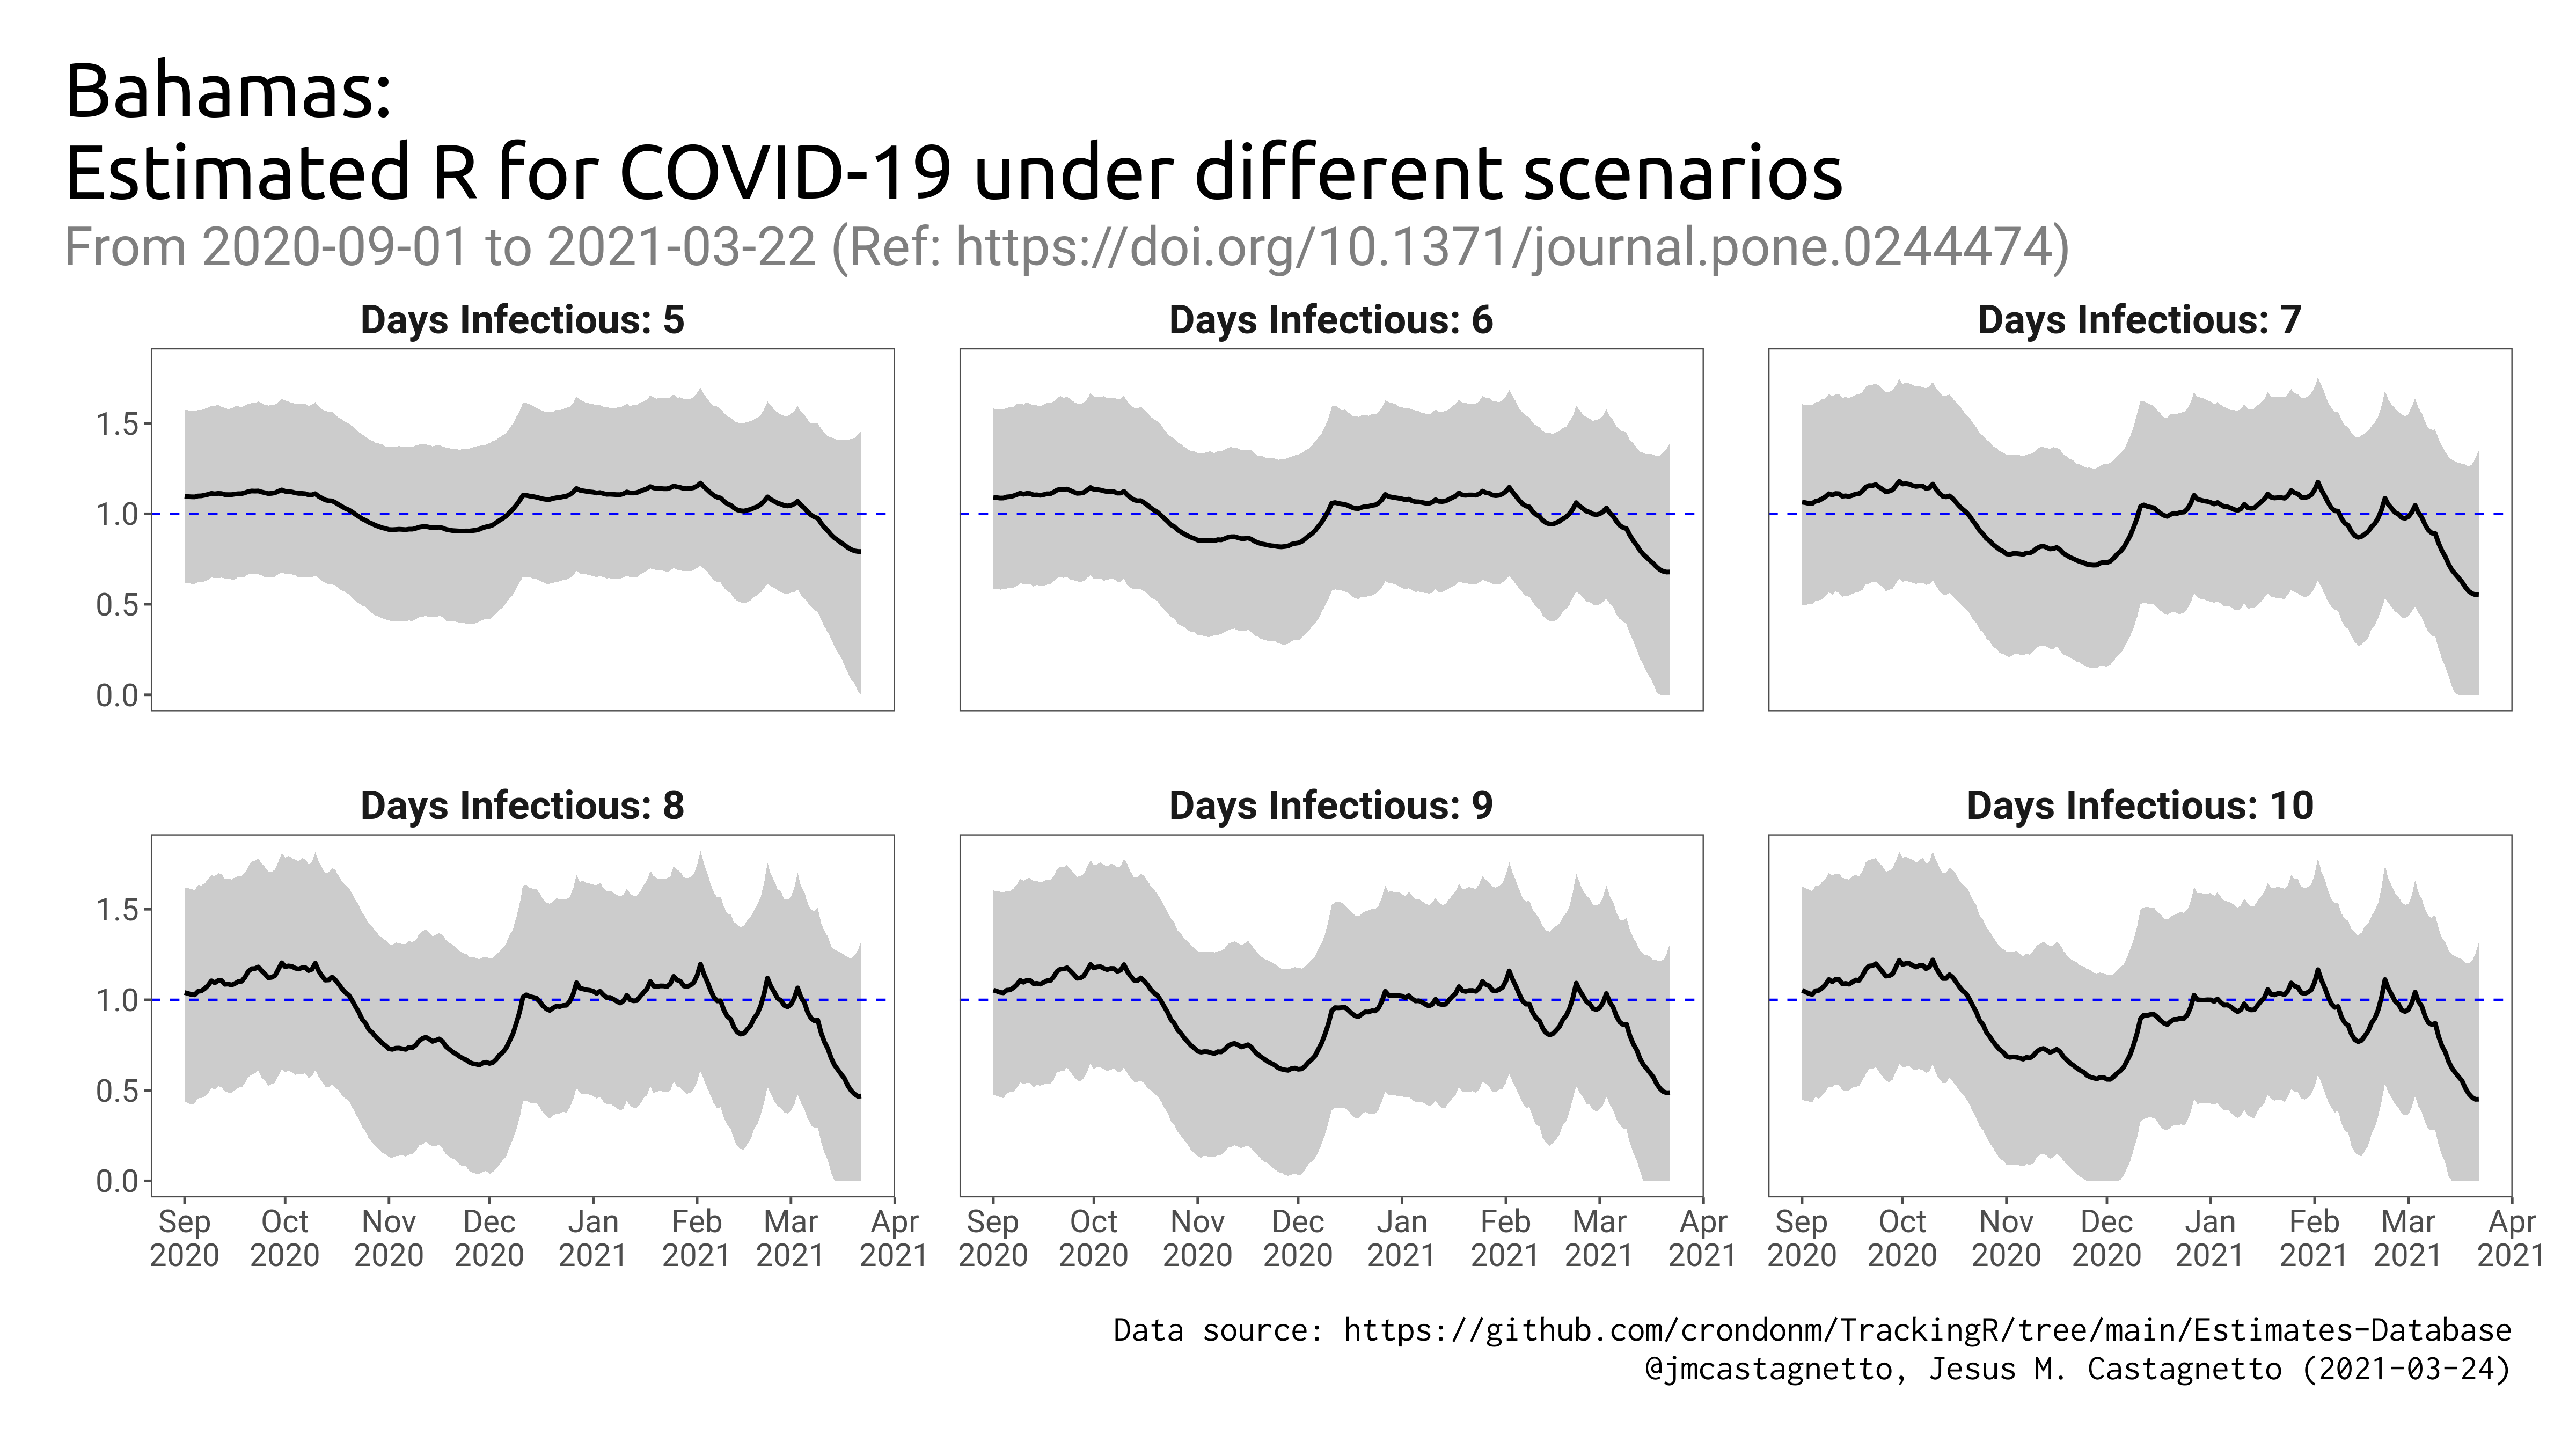 Bahamas:
Estimated R for COVID-19 under different scenarios
From 2020-09-01 to 2021-03-22 (Ref: https://doi.org/10.1371/journal.pone.0244474)
Days Infectious: 5
Days Infectious: 6
Days Infectious: 7
1.5
1.0
0.5
0.0
Days Infectious: 8
Days Infectious: 9
Days Infectious: 10
1.5
1.0
0.5
0.0
Sep Oct Nov Dec Jan Feb Mar Apr
2020 2020 2020 2020 2021 2021 2021 2021
Sep Oct Nov Dec Jan Feb Mar Apr
2020 2020 2020 2020 2021 2021 2021 2021
Sep Oct Nov Dec Jan Feb Mar Apr
2020 2020 2020 2020 2021 2021 2021 2021
Data source: https://github.com/crondonm/TrackingR/tree/main/Estimates-Database
@jmcastagnetto, Jesus M. Castagnetto (2021-03-24)